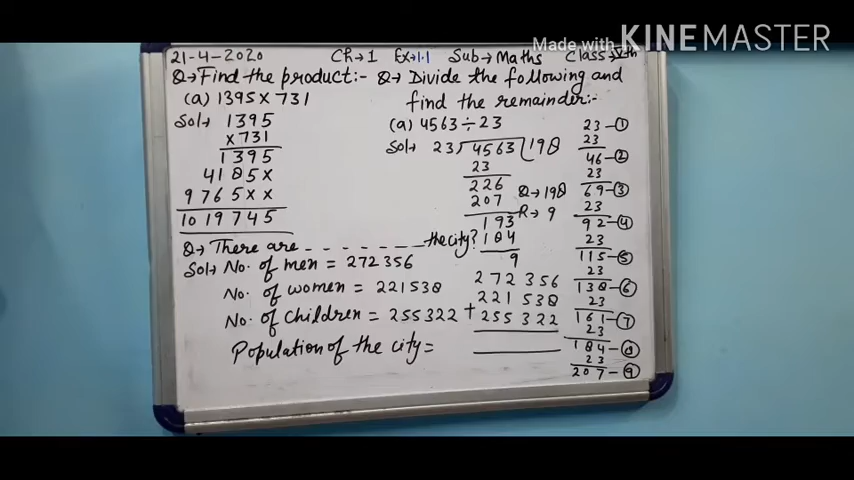 Made with KINEMASTER
21-4-2020 Ch→1 Ex→1.1 Sub→Maths Class→Vth
Q→Find the product:-
(a) 1395 x 731
Sol→ 1395
x 731
1395
4185x
9765xx
1019745
Q→ Divide the following and
find the remainder:-
(a) 4563 ÷ 23
Sol→ 23 4563 198
23
226
207
193
184
9
Q→ 198
R→ 9
23-①
23
46-②
23
69-③
23
92-④
23
115-⑤
23
138-⑥
23
161-⑦
23
184-⑧
23
207-⑨
Q→ There are _ _ _ _ _ _ _ the city?
Sol→ No. of men = 272356
No. of women = 221538
No. of children = 255322
Population of the city =
272356
221538
+ 255322